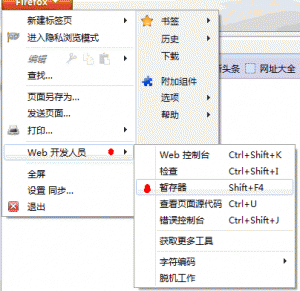 Firefox
新建标签页
进入隐私浏览模式
编辑
查找...
页面另存为...
发送页面...
打印...
Web 开发人员
全屏
设置 同步...
退出
书签
历史
下载
附加组件
选项
帮助
头条
网址大全
Web 控制台 Ctrl+Shift+K
检查 Ctrl+Shift+I
暂存器 Shift+F4
查看页面源代码 Ctrl+U
错误控制台 Ctrl+Shift+J
获取更多工具
字符编码
脱机工作